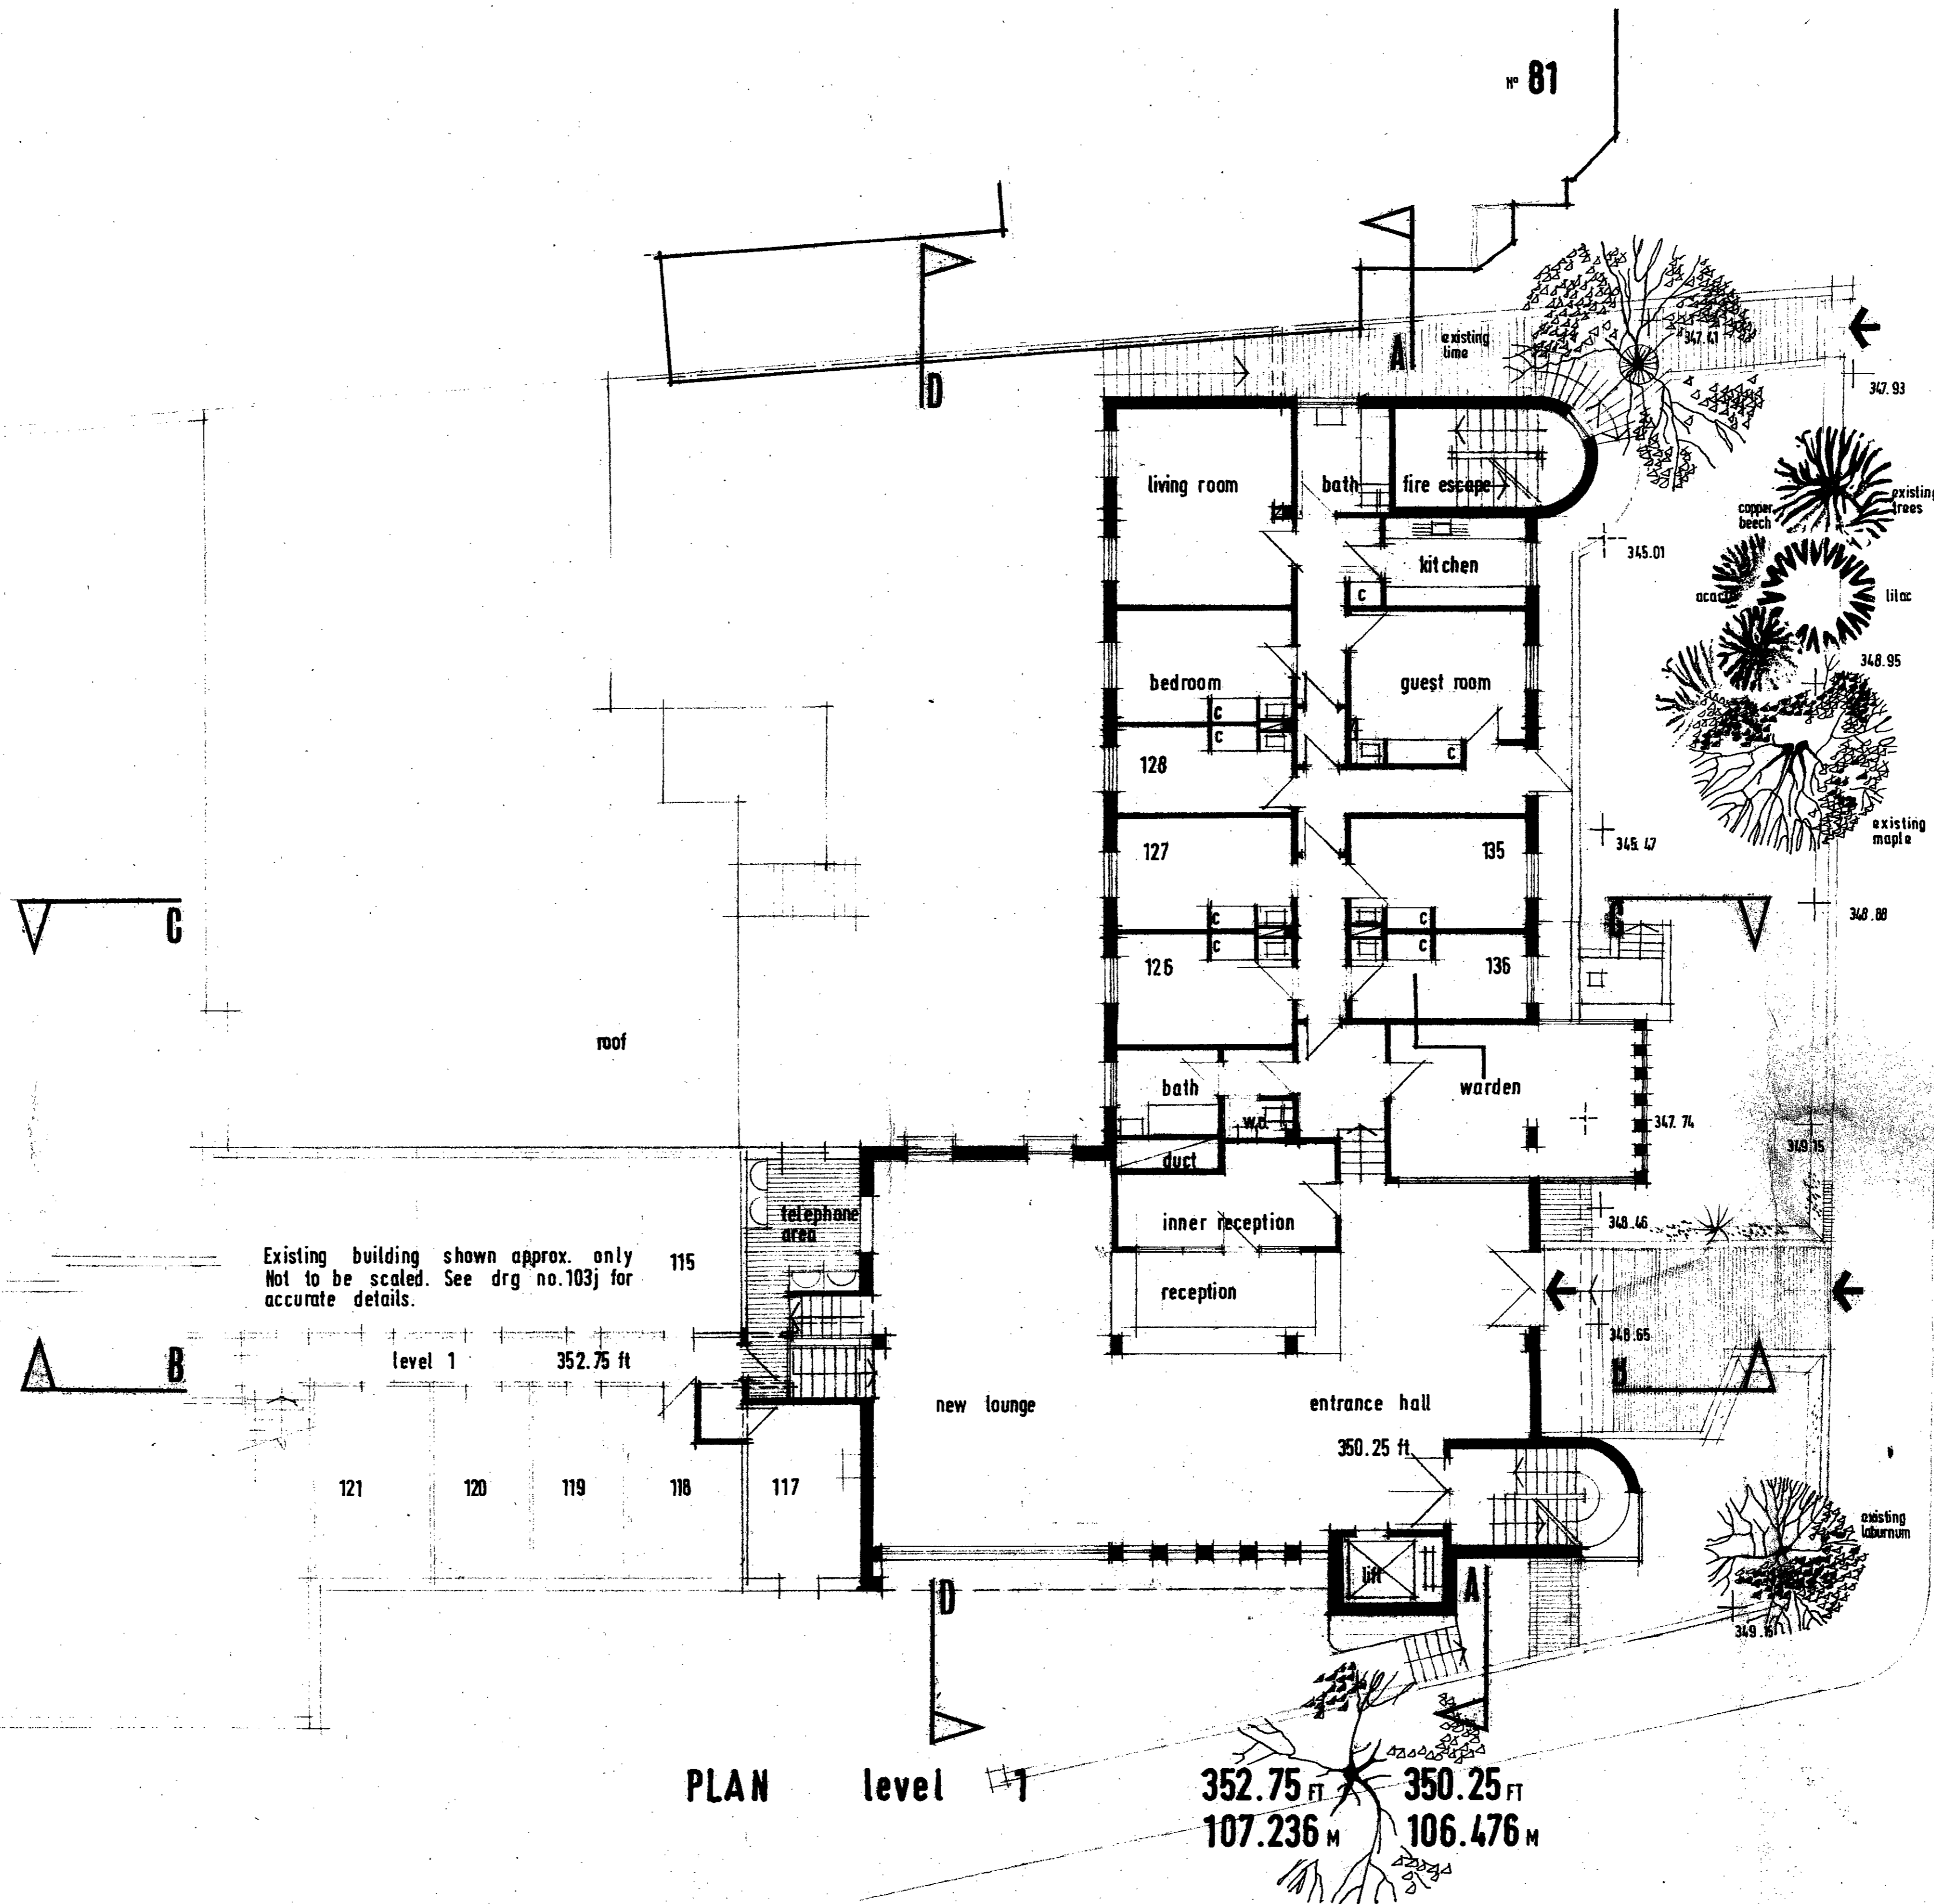 Nº 81
D
A
existing
lime
347.41
347.93
living room
bath
fire escape
copper
beech
existing
trees
345.01
kitchen
c
acacia
lilac
348.95
bedroom
guest room
c
c
c
128
existing
maple
127
135
345.47
348.88
C
C
c
c
c
c
126
136
roof
bath
warden
w.c.
347.74
349.15
duct
telephone
area
inner reception
348.46
Existing building shown approx. only
Not to be scaled. See drg no.103j for
accurate details.
115
reception
348.65
B
level 1
352.75 ft
B
new lounge
entrance hall
350.25 ft
121
120
119
118
117
existing
laburnum
lift
D
A
PLAN level 1
352.75 FT
350.25 FT
107.236 M
106.476 M